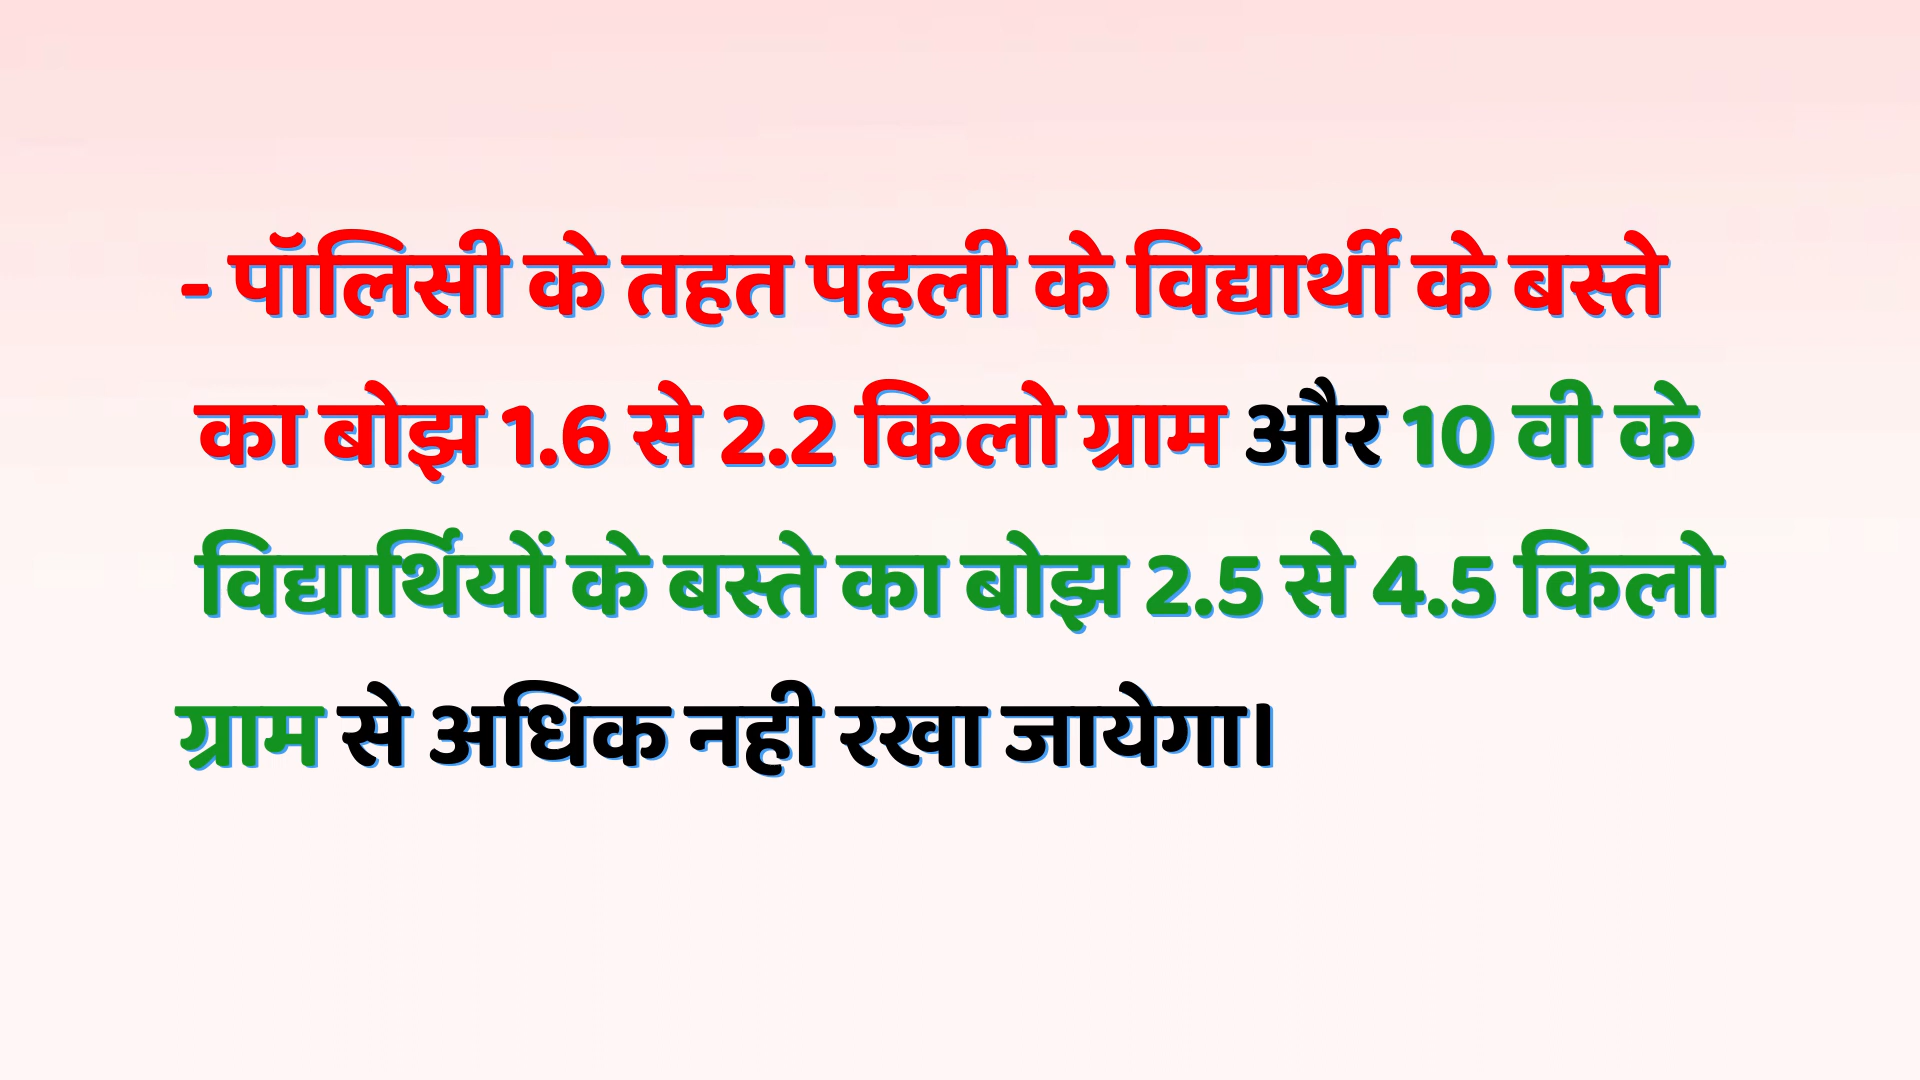 - पॉलिसी के तहत पहली के विद्यार्थी के बस्ते
का बोझ 1.6 से 2.2 किलो ग्राम और 10 वी के
विद्यार्थियों के बस्ते का बोझ 2.5 से 4.5 किलो
ग्राम से अधिक नही रखा जायेगा।